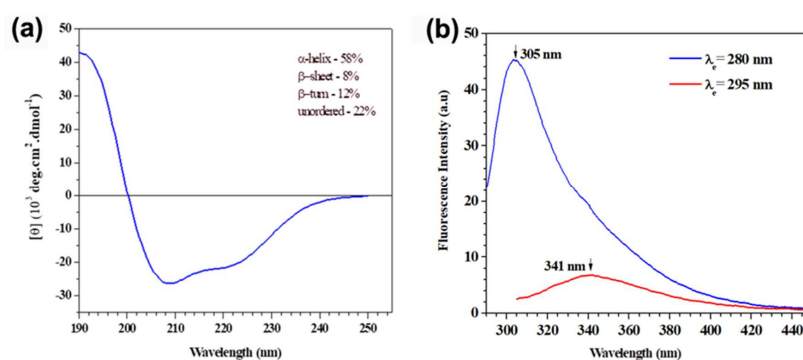 (a)
50
40
30
20
10
0
-10
-20
-30
[θ] (10³ deg.cm².dmol⁻¹)
α-helix - 58%
β-sheet - 8%
β-turn - 12%
unordered - 22%
190 200 210 220 230 240 250
Wavelength (nm)
(b)
50
40
30
20
10
0
Fluorescence Intensity (a.u)
305 nm
λe = 280 nm
λe = 295 nm
341 nm
300 320 340 360 380 400 420 440
Wavelength (nm)